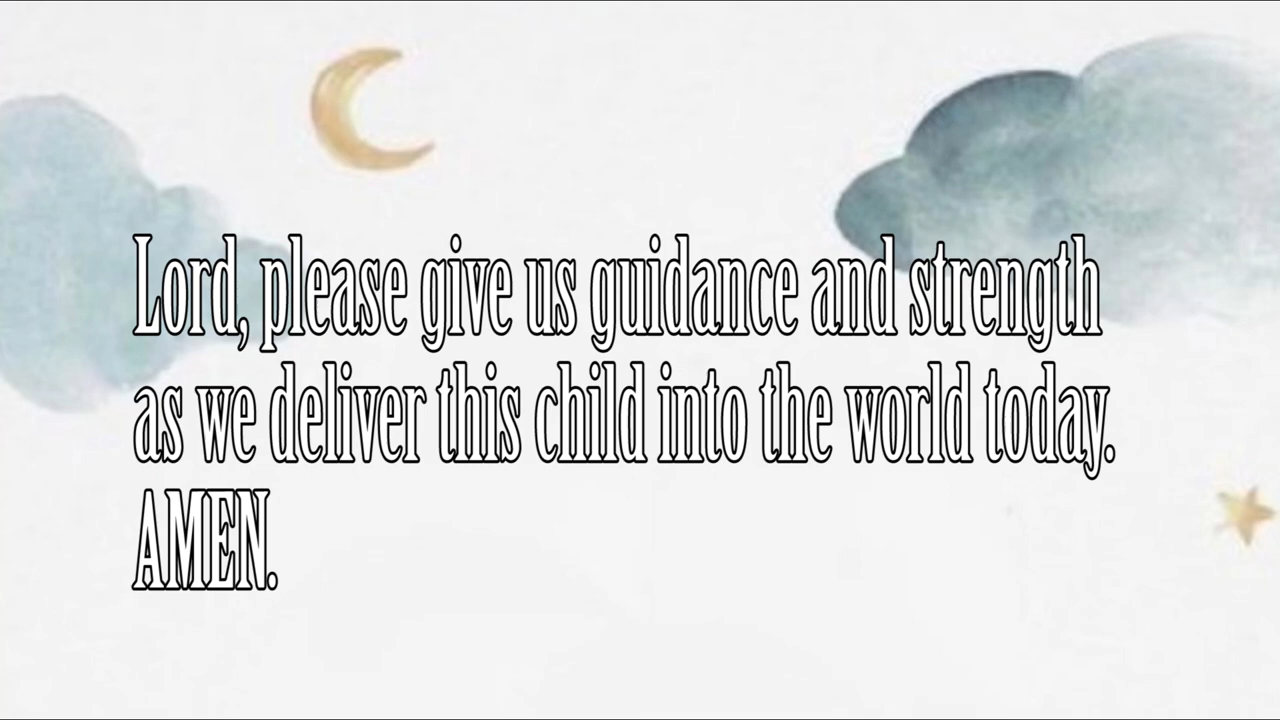 Lord, please give us guidance and strength
as we deliver this child into the world today.
AMEN.